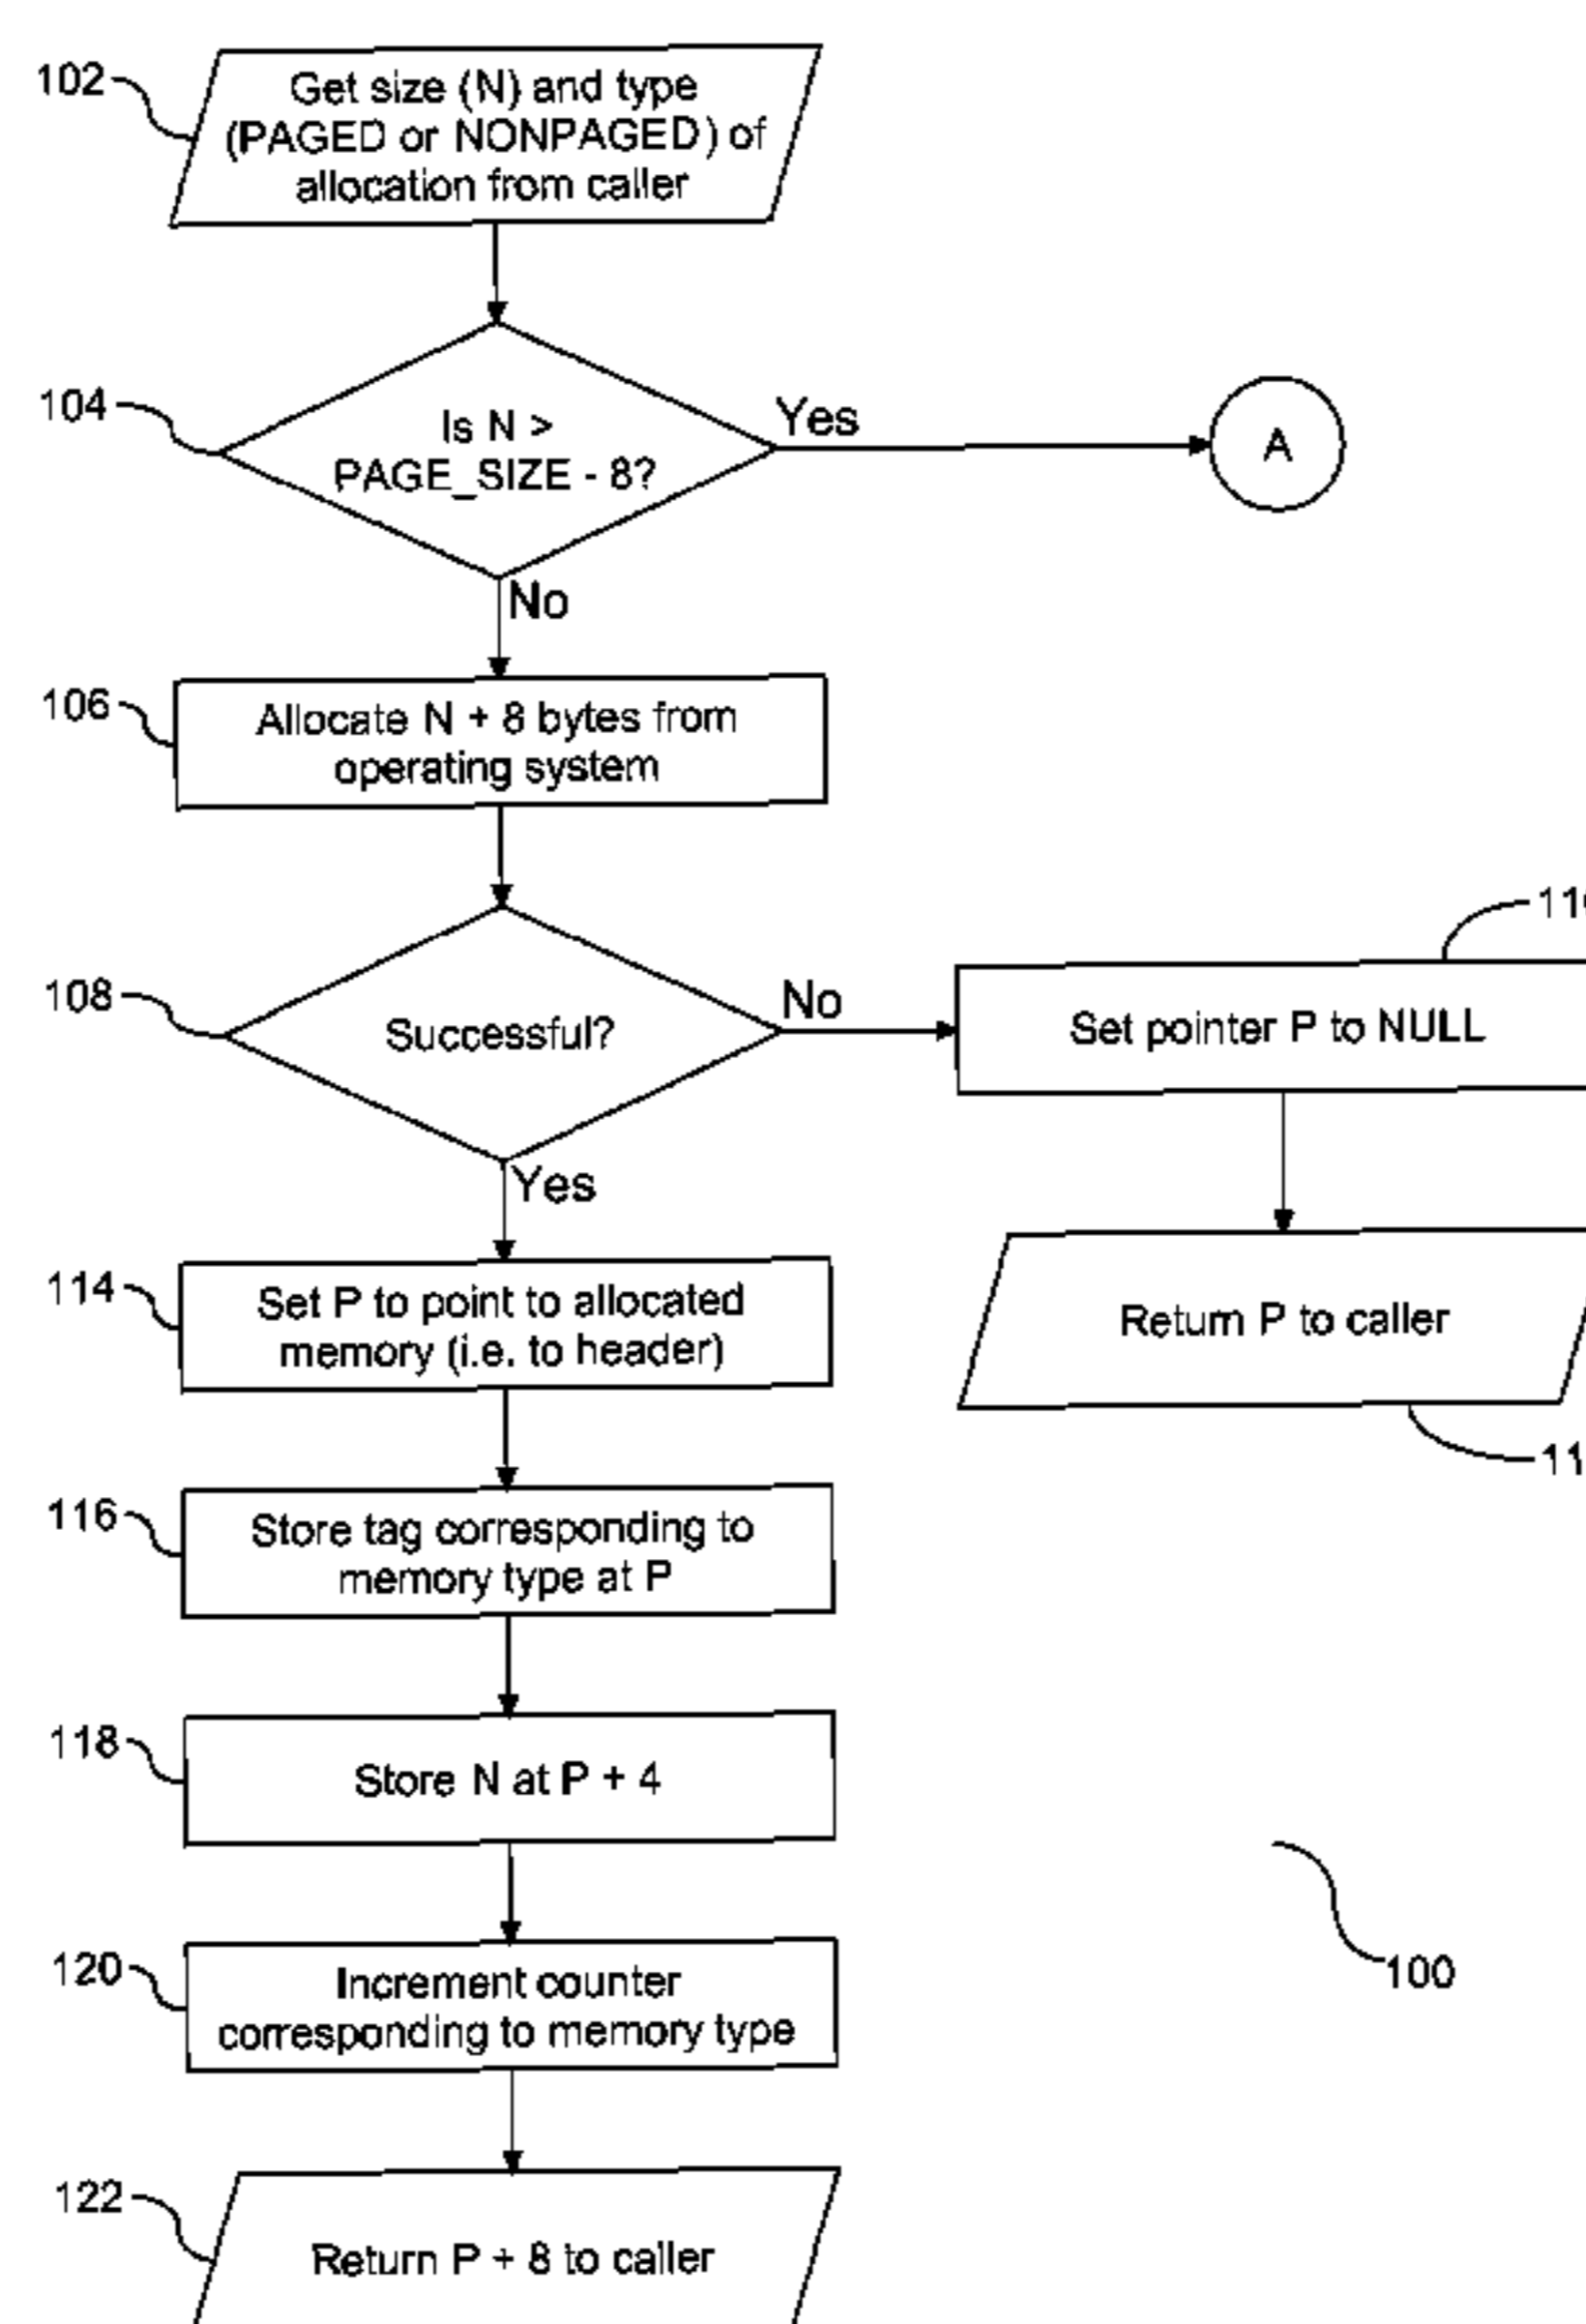 102
Get size (N) and type
(PAGED or NONPAGED) of
allocation from caller
104
Is N >
PAGE_SIZE - 8?
Yes
A
No
106
Allocate N + 8 bytes from
operating system
108
Successful?
No
Set pointer P to NULL
Yes
Return P to caller
114
Set P to point to allocated
memory (i.e. to header)
116
Store tag corresponding to
memory type at P
118
Store N at P + 4
120
Increment counter
corresponding to memory type
100
122
Return P + 8 to caller